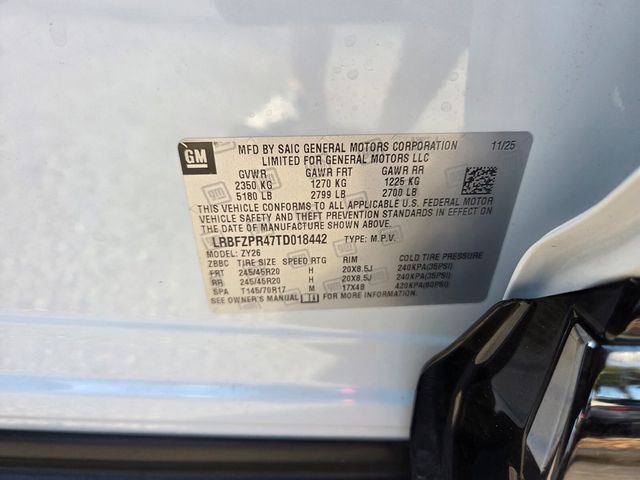 GM
MFD BY SAIC GENERAL MOTORS CORPORATION 11/25
LIMITED FOR GENERAL MOTORS LLC
GVWR GAWR FRT GAWR RR
2350 KG 1270 KG 1225 KG
5180 LB 2799 LB 2700 LB
THIS VEHICLE CONFORMS TO ALL APPLICABLE U.S. FEDERAL MOTOR
VEHICLE SAFETY AND THEFT PREVENTION STANDARDS IN EFFECT ON
THE DATE OF MANUFACTURE SHOWN ABOVE.
LRBFZPR47TD018442 TYPE: M.P.V.
MODEL: ZY26
ZBBC TIRE SIZE SPEED RTG RIM COLD TIRE PRESSURE
FRT 245/45R20 H 20X8.5J 240KPA(35PSI)
RR 245/45R20 H 20X8.5J 240KPA(35PSI)
SPA T145/70R17 M 17X4B 420KPA(60PSI)
SEE OWNER'S MANUAL FOR MORE INFORMATION.